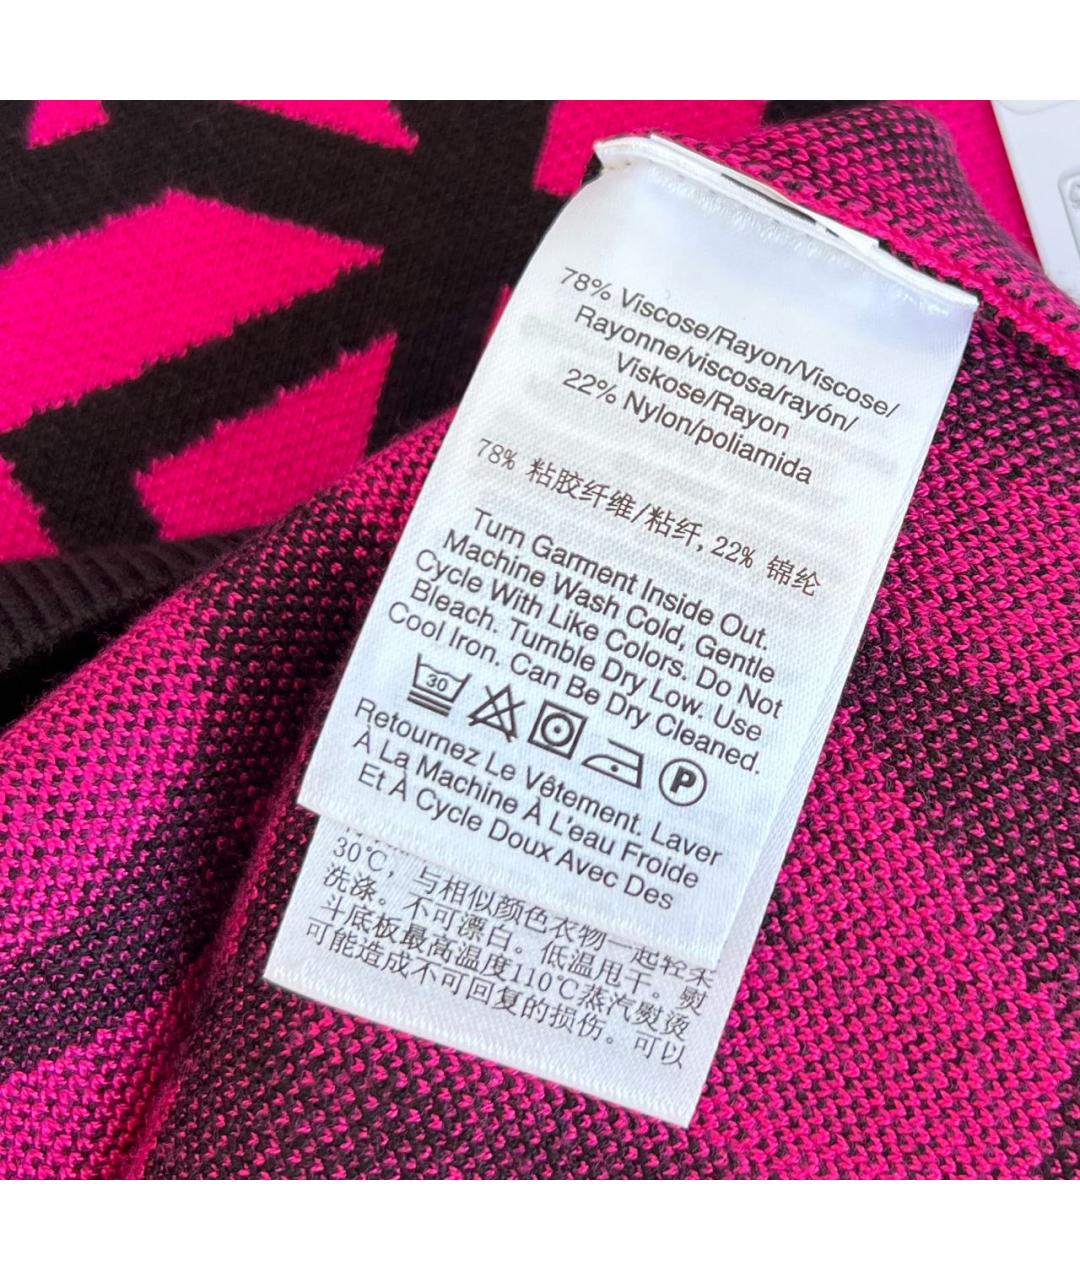 78% Viscose/Rayon/Viscose/
Rayonne/viscosa/rayón/
Viskose/Rayon
22% Nylon/poliamida
78% 粘胶纤维/粘纤, 22% 锦纶
Turn Garment Inside Out.
Machine Wash Cold, Gentle
Cycle With Like Colors. Do Not
Bleach. Tumble Dry Low. Use
Cool Iron. Can Be Dry Cleaned.
30 P
Retournez Le Vêtement. Laver
À La Machine À L'eau Froide
Et À Cycle Doux Avec Des
30℃, 与相似颜色衣物一起轻柔
洗涤。不可漂白。低温甩干。熨
斗底板最高温度110℃蒸汽熨烫
可能造成不可回复的损伤。可以